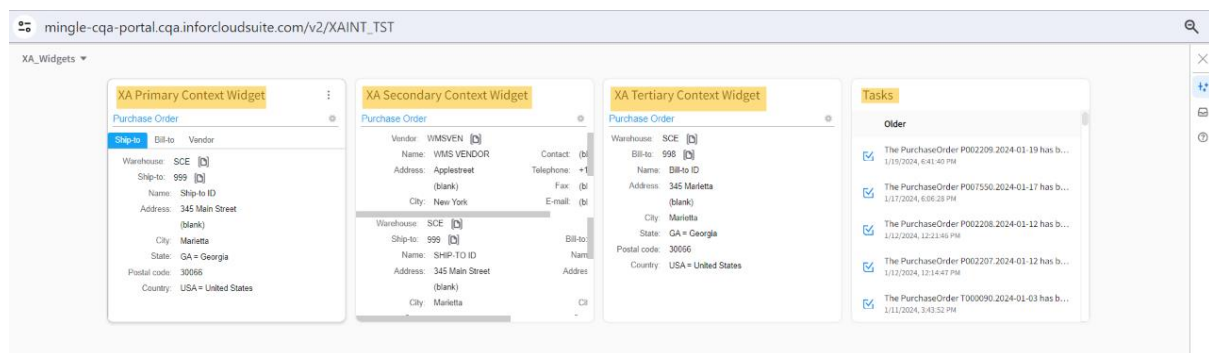 mingle-cqa-portal.cqa.inforcloudsuite.com/v2/XAINT_TST
XA_Widgets
XA Primary Context Widget
Purchase Order
Ship-to Bill-to Vendor
Warehouse: SCE
Ship-to: 999
Name: Ship-to ID
Address: 345 Main Street
(blank)
City: Marietta
State: GA = Georgia
Postal code: 30066
Country: USA = United States
XA Secondary Context Widget
Purchase Order
Vendor: WMSVEN
Name: WMS VENDOR Contact: (bl
Address: Applestreet Telephone: +1
(blank) Fax: (bl
City: New York E-mail: (bl
Warehouse: SCE
Ship-to: 999 Bill-to:
Name: SHIP-TO ID Nam
Address: 345 Main Street Addres
(blank)
City: Marietta Cit
XA Tertiary Context Widget
Purchase Order
Warehouse: SCE
Bill-to: 998
Name: Bill-to ID
Address: 345 Marletta
(blank)
City: Marietta
State: GA = Georgia
Postal code: 30066
Country: USA = United States
Tasks
Older
The PurchaseOrder P002209.2024-01-19 has b...
1/19/2024, 6:41:40 PM
The PurchaseOrder P007550.2024-01-17 has b...
1/17/2024, 6:06:28 PM
The PurchaseOrder P002208.2024-01-12 has b...
1/12/2024, 12:21:46 PM
The PurchaseOrder P002207.2024-01-12 has b...
1/12/2024, 12:14:47 PM
The PurchaseOrder T000090.2024-01-03 has b...
1/11/2024, 3:43:52 PM